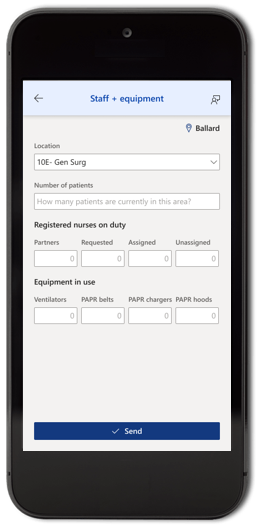 Staff + equipment
Ballard
Location
10E- Gen Surg
Number of patients
How many patients are currently in this area?
Registered nurses on duty
Partners Requested Assigned Unassigned
0 0 0 0
Equipment in use
Ventilators PAPR belts PAPR chargers PAPR hoods
0 0 0 0
Send